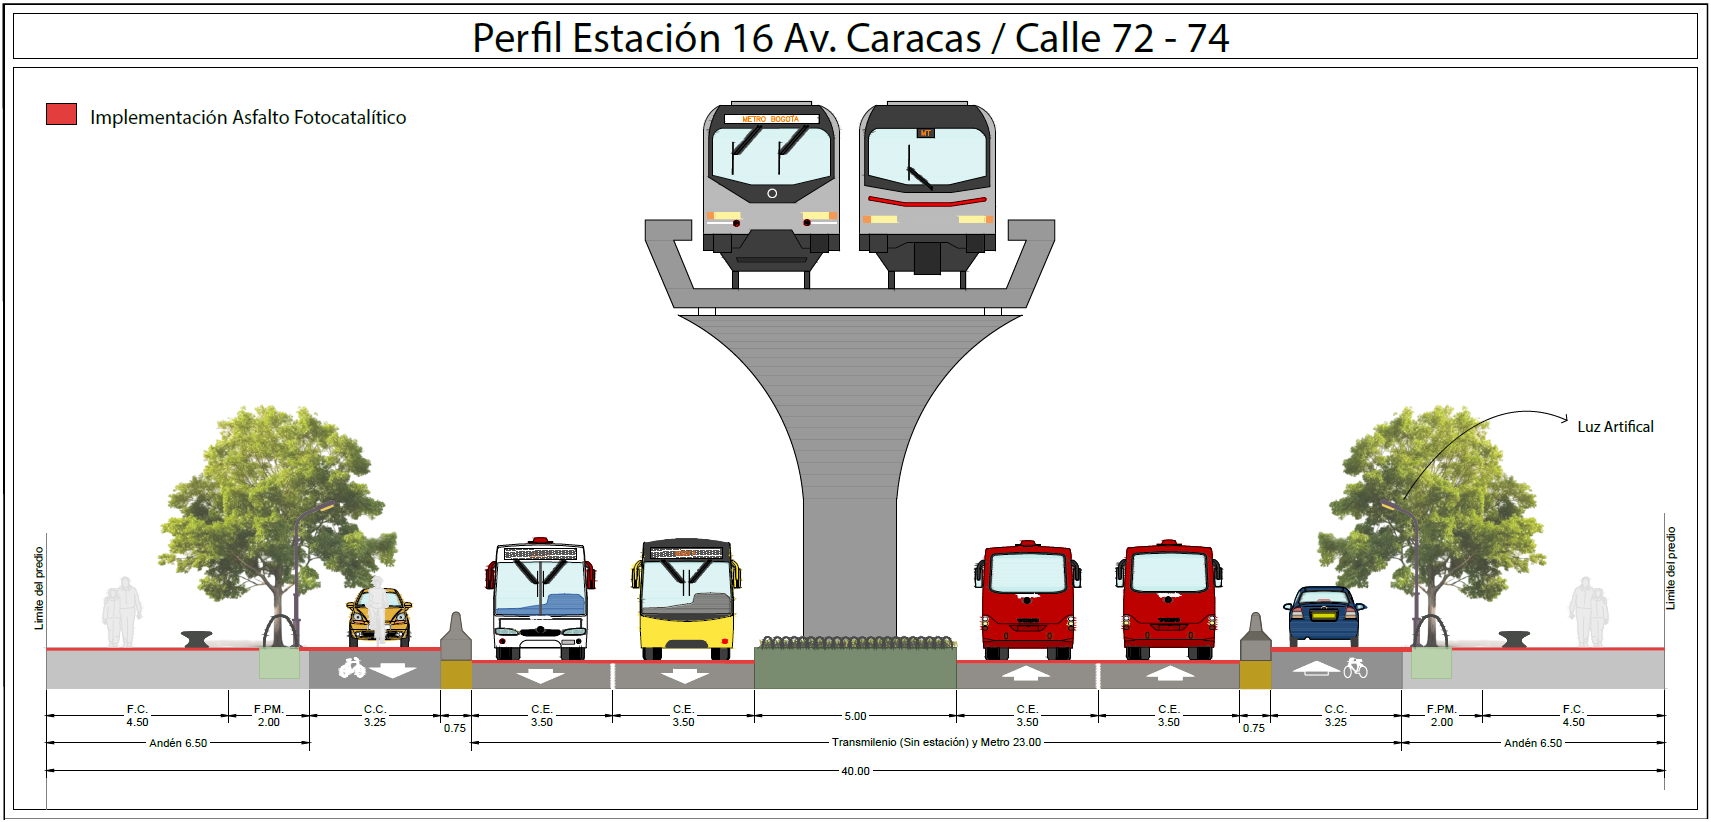 Perfil Estación 16 Av. Caracas / Calle 72 - 74
Implementación Asfalto Fotocatalítico
METRO BOGOTA
MT
Luz Artifical
Limite del predio
Limite del predio
F.C.
4.50
F.PM.
2.00
C.C.
3.25
0.75
C.E.
3.50
C.E.
3.50
5.00
C.E.
3.50
C.E.
3.50
0.75
C.C.
3.25
F.PM.
2.00
F.C.
4.50
Andén 6.50
Transmilenio (Sin estación) y Metro 23.00
Andén 6.50
40.00